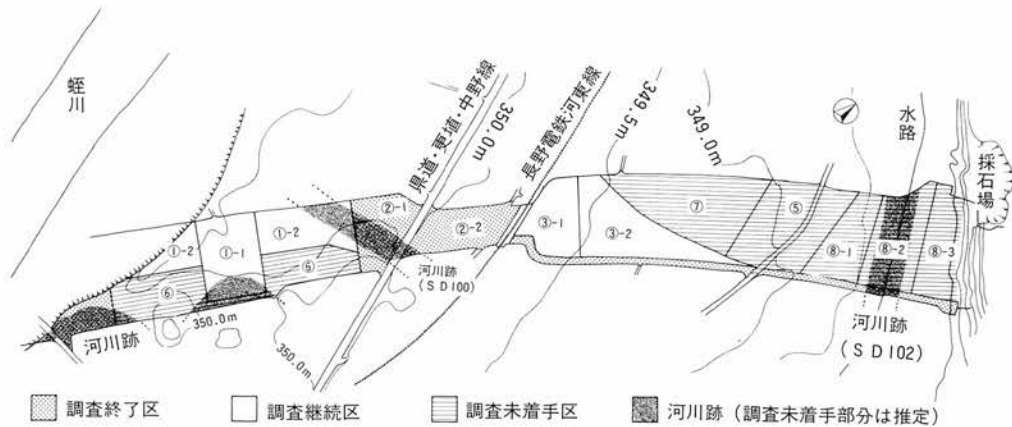 蛭川
県道・更埴・中野線
350.0m
長野電鉄河東線
349.5m
349.0m
水路
採石場
①-2
①-1
①-2
②-1
②-2
③-1
③-2
⑦
⑤
⑧-1
⑧-2
⑧-3
⑥
⑥
河川跡
350.0m
350.0m
河川跡
(SD100)
河川跡
(SD102)
調査終了区
調査継続区
調査未着手区
河川跡（調査未着手部分は推定）